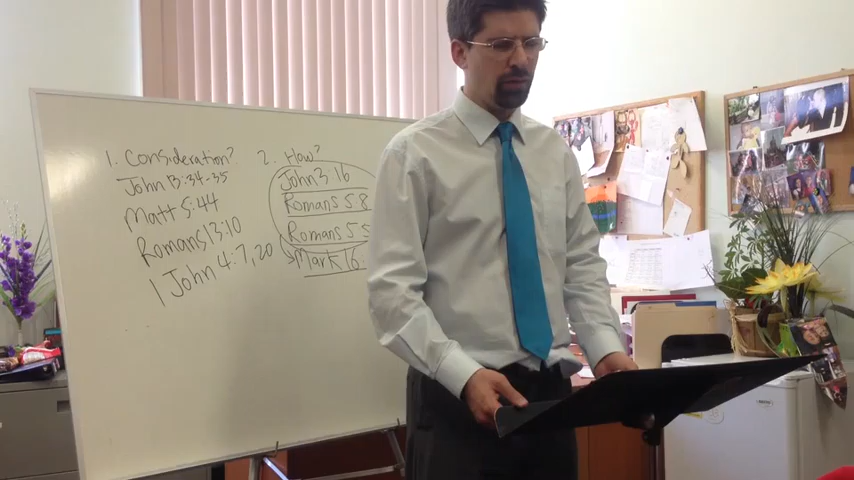 1. Consideration?
John 13:34-35
Matt 5:44
Romans 13:10
1 John 4:7,20
2. How?
John 3:16
Romans 5 8
Romans 5 5
Mark 16